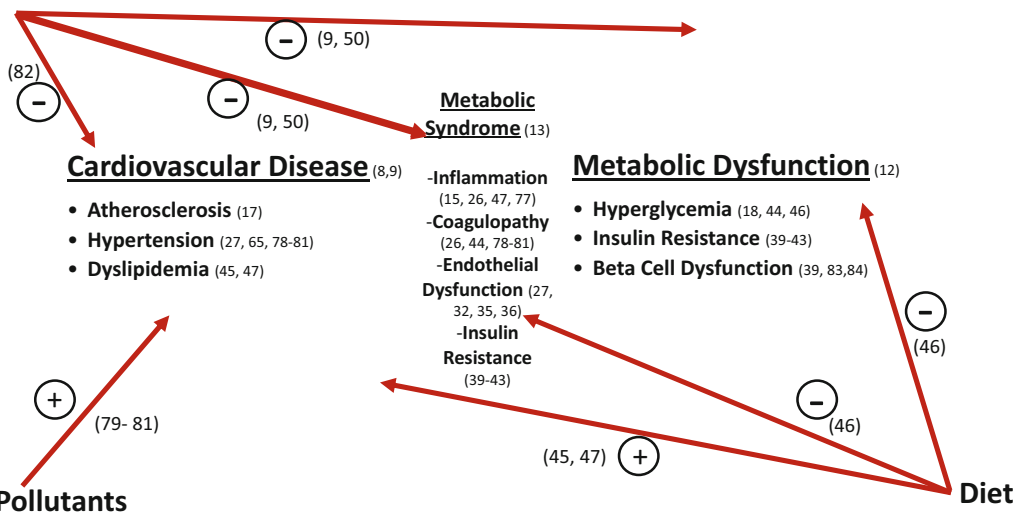 (9, 50)
(82)
(9, 50)
Metabolic
Syndrome (13)
Cardiovascular Disease (8,9)
• Atherosclerosis (17)
• Hypertension (27, 65, 78-81)
• Dyslipidemia (45, 47)
-Inflammation
(15, 26, 47, 77)
-Coagulopathy
(26, 44, 78-81)
-Endothelial
Dysfunction (27,
32, 35, 36)
-Insulin
Resistance
(39-43)
Metabolic Dysfunction (12)
• Hyperglycemia (18, 44, 46)
• Insulin Resistance (39-43)
• Beta Cell Dysfunction (39, 83,84)
−
−
−
−
(46)
−
(46)
+
(79- 81)
(45, 47) +
Pollutants
Diet